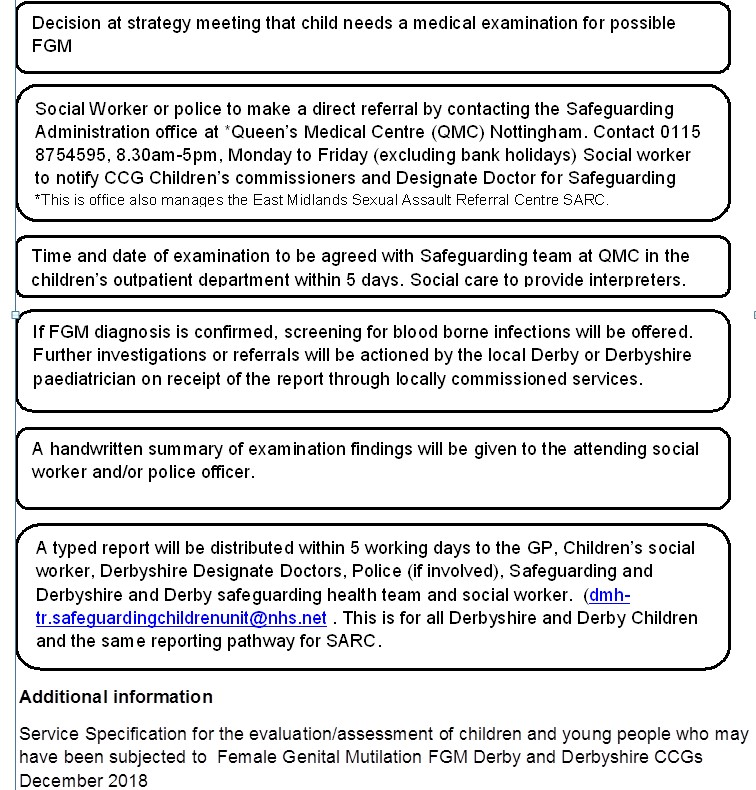 Decision at strategy meeting that child needs a medical examination for possible
FGM
Social Worker or police to make a direct referral by contacting the Safeguarding
Administration office at *Queen's Medical Centre (QMC) Nottingham. Contact 0115
8754595, 8.30am-5pm, Monday to Friday (excluding bank holidays) Social worker
to notify CCG Children's commissioners and Designate Doctor for Safeguarding
*This is office also manages the East Midlands Sexual Assault Referral Centre SARC.
Time and date of examination to be agreed with Safeguarding team at QMC in the
children's outpatient department within 5 days. Social care to provide interpreters.
If FGM diagnosis is confirmed, screening for blood borne infections will be offered.
Further investigations or referrals will be actioned by the local Derby or Derbyshire
paediatrician on receipt of the report through locally commissioned services.
A handwritten summary of examination findings will be given to the attending social
worker and/or police officer.
A typed report will be distributed within 5 working days to the GP, Children's social
worker, Derbyshire Designate Doctors, Police (if involved), Safeguarding and
Derbyshire and Derby safeguarding health team and social worker. (dmh-
tr.safeguardingchildrenunit@nhs.net . This is for all Derbyshire and Derby Children
and the same reporting pathway for SARC.
Additional information
Service Specification for the evaluation/assessment of children and young people who may
have been subjected to Female Genital Mutilation FGM Derby and Derbyshire CCGs
December 2018